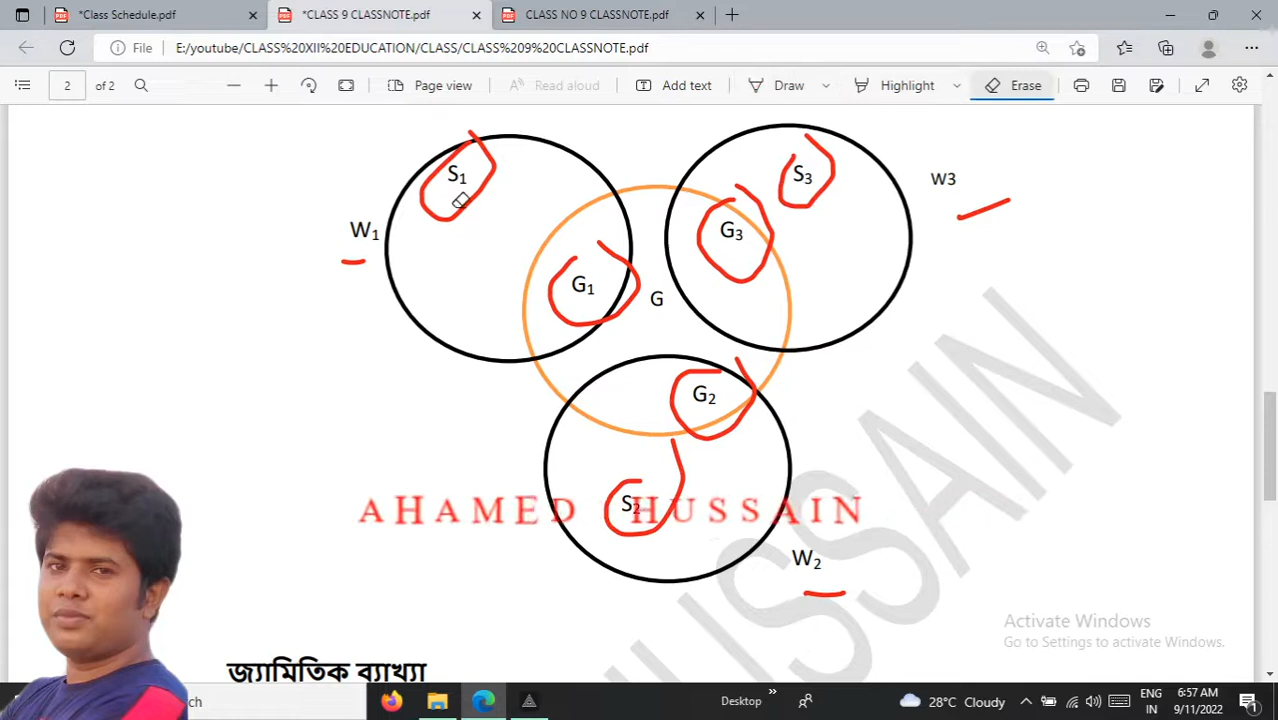 *Class Schedule.pdf
*CLASS 9 CLASSNOTE.pdf
CLASS NO 9 CLASSNOTE.pdf
File
E:/youtube/CLASS%20XII%20EDUCATION/CLASS/CLASS%209%20CLASSNOTE.pdf
2 of 2
Page view
Read aloud
Add text
Draw
Highlight
Erase
S₁
S₃
W3
W₁
G₃
G₁
G
G₂
S₂
AHAMED HUSSAIN
W₂
USSAIN
Activate Windows
Go to Settings to activate Windows.
জ্যামিতিক ব্যাখ্যা
rch
Desktop
28°C Cloudy
ENG
IN
6:57 AM
9/11/2022
1